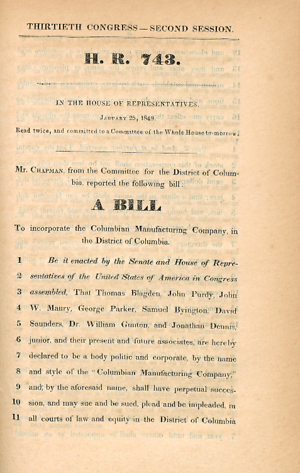 THIRTIETH CONGRESS—SECOND SESSION.
H. R. 743.
IN THE HOUSE OF REPRESENTATIVES.
January 25, 1849.
Read twice, and committed to a Committee of the Whole House to-morrow.
Mr. Chapman, from the Committee for the District of Colum-
bia, reported the following bill:
A BILL
To incorporate the Columbian Manufacturing Company, in
the District of Columbia.
1 Be it enacted by the Senate and House of Repre-
2 sentatives of the United States of America in Congress
3 assembled, That Thomas Blagden, John Purdy, John
4 W. Maury, George Parker, Samuel Byington, David
5 Saunders, Dr. William Gunton, and Jonathan Dennis,
6 junior, and their present and future associates, are hereby
7 declared to be a body politic and corporate, by the name
8 and style of the "Columbian Manufacturing Company;"
9 and, by the aforesaid name, shall have perpetual succes-
10 sion, and may sue and be sued, plead and be impleaded, in
11 all courts of law and equity in the District of Columbia